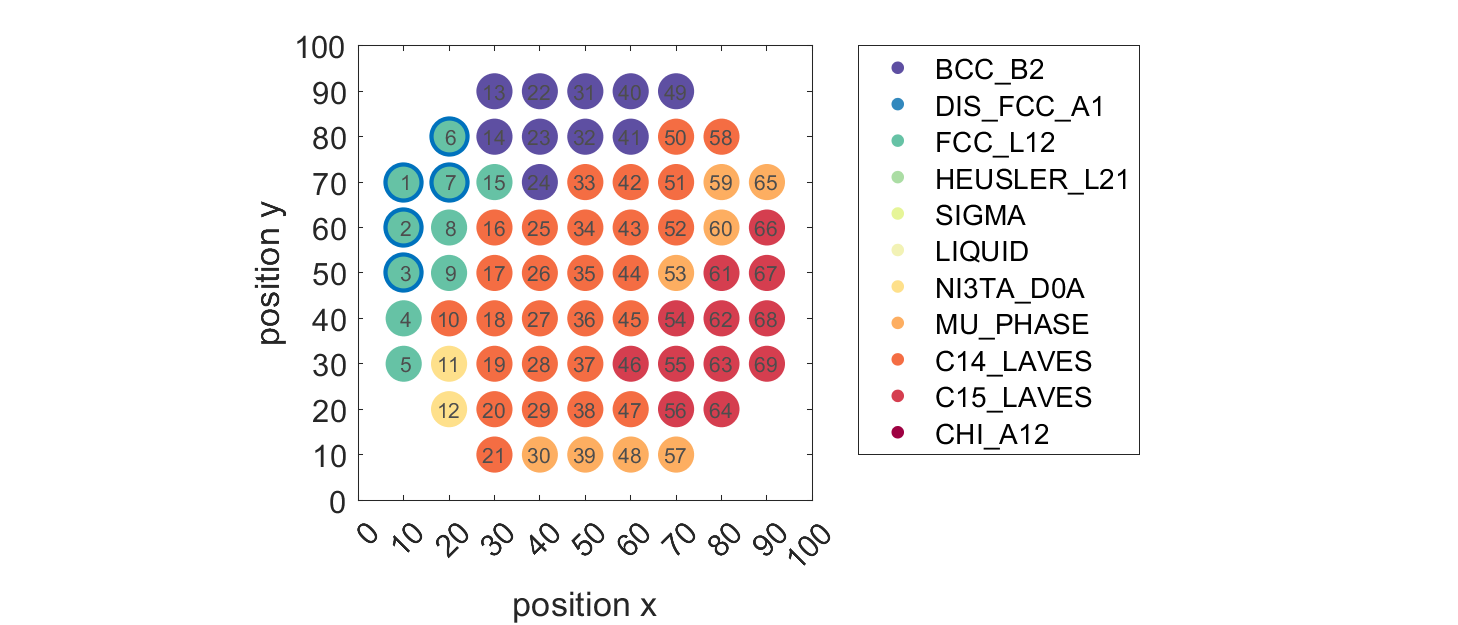 100
90 13 22 31 40 49
80 6 14 23 32 41 50 58
70 1 7 15 24 33 42 51 59 65
60 2 8 16 25 34 43 52 60 66
50 3 9 17 26 35 44 53 61 67
40 4 10 18 27 36 45 54 62 68
30 5 11 19 28 37 46 55 63 69
20 12 20 29 38 47 56 64
10 21 30 39 48 57
0
0 10 20 30 40 50 60 70 80 90 100
position x
position y
BCC_B2
DIS_FCC_A1
FCC_L12
HEUSLER_L21
SIGMA
LIQUID
NI3TA_D0A
MU_PHASE
C14_LAVES
C15_LAVES
CHI_A12